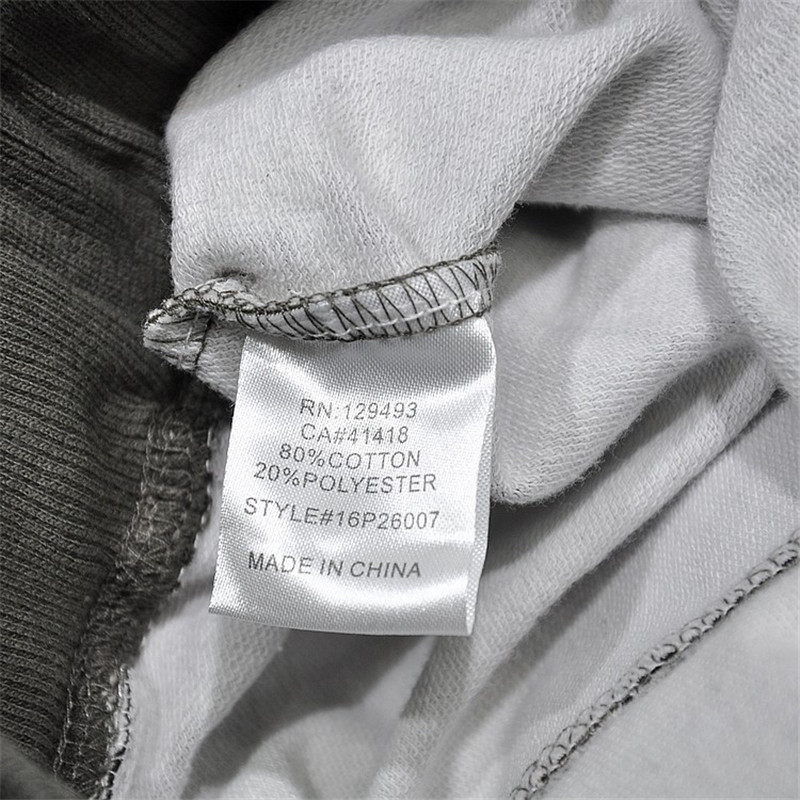 RN:129493
CA#41418
80%COTTON
20%POLYESTER
STYLE#16P26007
MADE IN CHINA